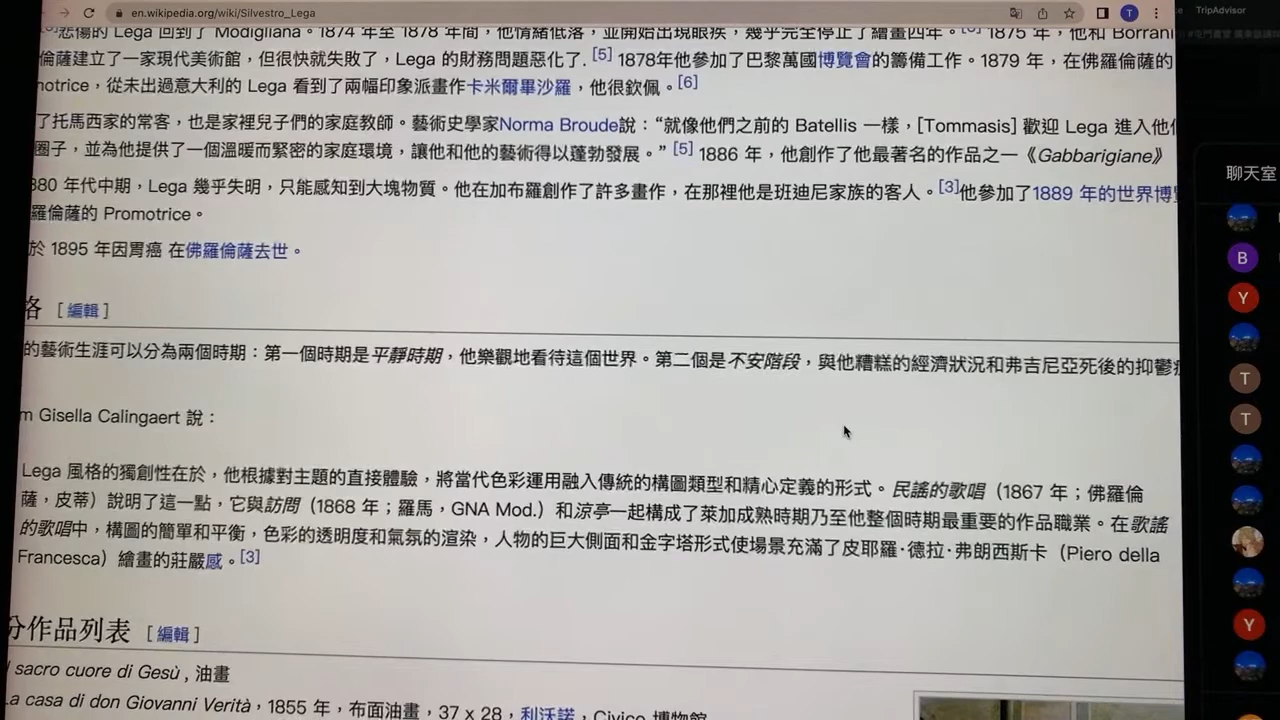 en.wikipedia.org/wiki/Silvestro_Lega
TripAdvisor
悲傷的 Lega 回到了 Modigliana。1874 年至 1878 年間，他情緒低落，並開始出現眼疾，幾乎完全停止了繪畫四年。 1875 年，他和 Borrani
倫薩建立了一家現代美術館，但很快就失敗了，Lega 的財務問題惡化了. [5] 1878年他參加了巴黎萬國博覽會的籌備工作。1879 年，在佛羅倫薩的
motrice，從未出過意大利的 Lega 看到了兩幅印象派畫作卡米爾畢沙羅，他很欽佩。[6]
了托馬西家的常客，也是家裡兒子們的家庭教師。藝術史學家Norma Broude說：“就像他們之前的 Batellis 一樣，[Tommasis] 歡迎 Lega 進入他
圈子，並為他提供了一個溫暖而緊密的家庭環境，讓他和他的藝術得以蓬勃發展。” [5] 1886 年，他創作了他最著名的作品之一《Gabbarigiane》
880 年代中期，Lega 幾乎失明，只能感知到大塊物質。他在加布羅創作了許多畫作，在那裡他是班迪尼家族的客人。[3]他參加了1889 年的世界博
羅倫薩的 Promotrice。
於 1895 年因胃癌 在佛羅倫薩去世。
格 [ 編輯 ]
的藝術生涯可以分為兩個時期：第一個時期是平靜時期，他樂觀地看待這個世界。第二個是不安階段，與他糟糕的經濟狀況和弗吉尼亞死後的抑鬱
m Gisella Calingaert 說：
Lega 風格的獨創性在於，他根據對主題的直接體驗，將當代色彩運用融入傳統的構圖類型和精心定義的形式。民謠的歌唱（1867 年；佛羅倫
薩，皮蒂）說明了這一點，它與訪問（1868 年；羅馬，GNA Mod.）和涼亭一起構成了萊加成熟時期乃至他整個時期最重要的作品職業。在歌謠
的歌唱中，構圖的簡單和平衡，色彩的透明度和氣氛的渲染，人物的巨大側面和金字塔形式使場景充滿了皮耶羅·德拉·弗朗西斯卡（Piero della
Francesca）繪畫的莊嚴感。[3]
分作品列表 [ 編輯 ]
l sacro cuore di Gesù , 油畫
La casa di don Giovanni Verità，1855 年，布面油畫，37 x 28，利沃諾，Civico 博物館
聊天室
B
Y
T
T
Y
T